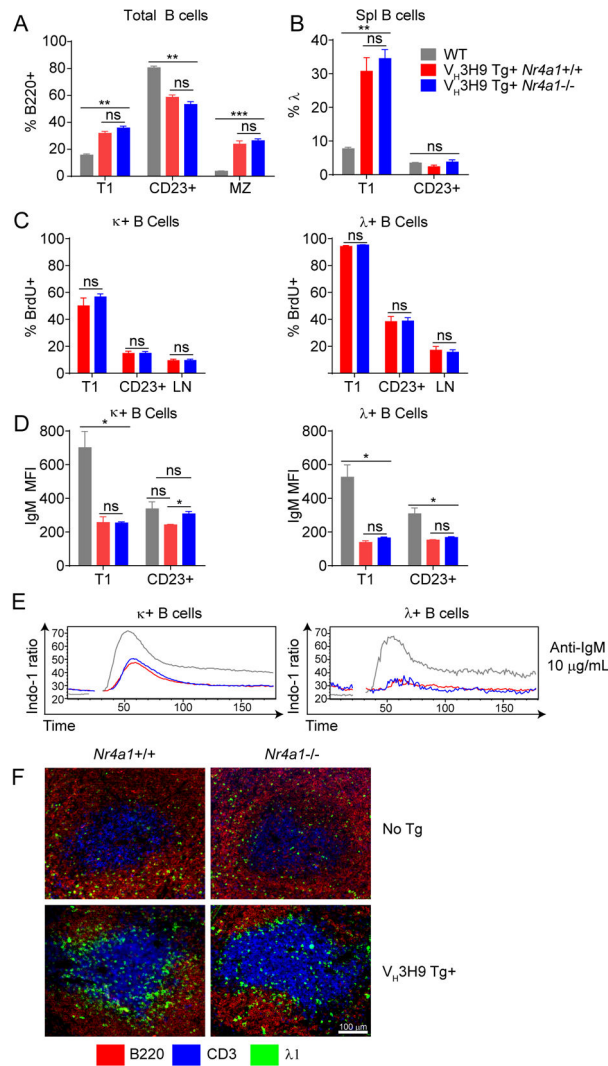 A
Total B cells
% B220+
100
80
60
40
20
0
**
ns
**
ns
***
ns
T1
CD23+
MZ
B
Spl B cells
% λ
40
30
20
10
0
**
ns
ns
T1
CD23+
WT
VH3H9 Tg+ Nr4a1+/+
VH3H9 Tg+ Nr4a1-/-
C
κ+ B Cells
% BrdU+
100
80
60
40
20
0
ns
ns
ns
T1
CD23+
LN
λ+ B Cells
% BrdU+
100
80
60
40
20
0
ns
ns
ns
T1
CD23+
LN
D
κ+ B Cells
IgM MFI
800
600
400
200
0
*
ns
ns
ns
*
T1
CD23+
λ+ B Cells
IgM MFI
800
600
400
200
0
*
ns
*
ns
T1
CD23+
E
κ+ B cells
Indo-1 ratio
70
60
50
40
30
20
50
100
150
Time
λ+ B cells
Indo-1 ratio
70
60
50
40
30
20
50
100
150
Time
Anti-IgM
10 μg/mL
F
Nr4a1+/+
Nr4a1-/-
No Tg
VH3H9 Tg+
100 μm
B220
CD3
λ1